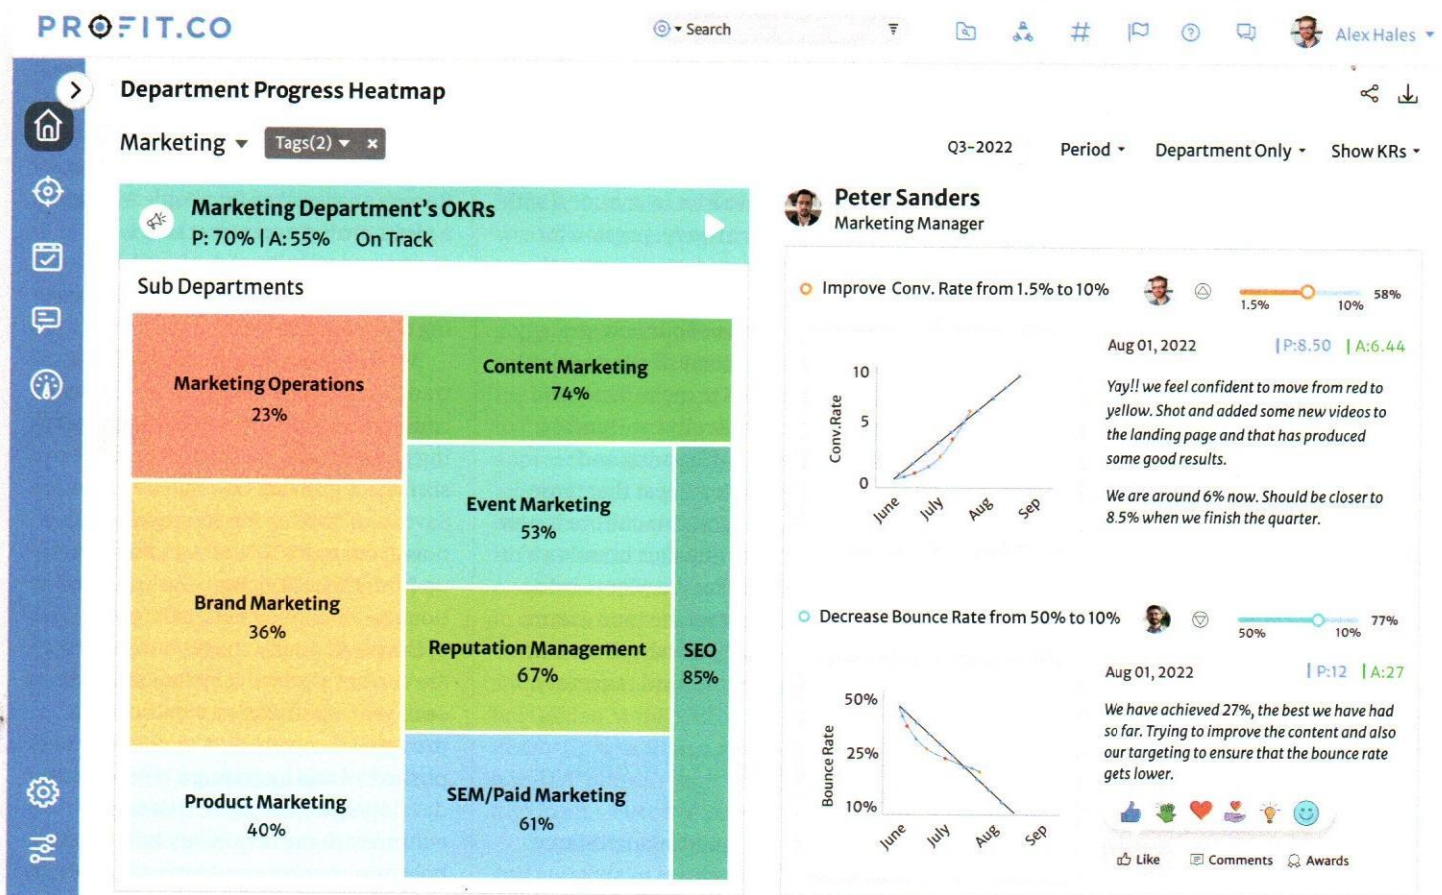 PROFIT.CO
Search
Alex Hales
Department Progress Heatmap
Marketing
Tags(2) ×
Q3-2022
Period
Department Only
Show KRs
Marketing Department's OKRs
P: 70% | A: 55% On Track
Sub Departments
Marketing Operations
23%
Content Marketing
74%
Event Marketing
53%
Brand Marketing
36%
Reputation Management
67%
SEO
85%
Product Marketing
40%
SEM/Paid Marketing
61%
Peter Sanders
Marketing Manager
Improve Conv. Rate from 1.5% to 10%
1.5%
10%
58%
Aug 01, 2022
P:8.50 | A:6.44
Conv.Rate
10
5
0
June
July
Aug
Sep
Yay!! we feel confident to move from red to
yellow. Shot and added some new videos to
the landing page and that has produced
some good results.
We are around 6% now. Should be closer to
8.5% when we finish the quarter.
Decrease Bounce Rate from 50% to 10%
50%
10%
77%
Aug 01, 2022
P:12 | A:27
Bounce Rate
50%
25%
10%
June
July
Aug
Sep
We have achieved 27%, the best we have had
so far. Trying to improve the content and also
our targeting to ensure that the bounce rate
gets lower.
Like
Comments
Awards